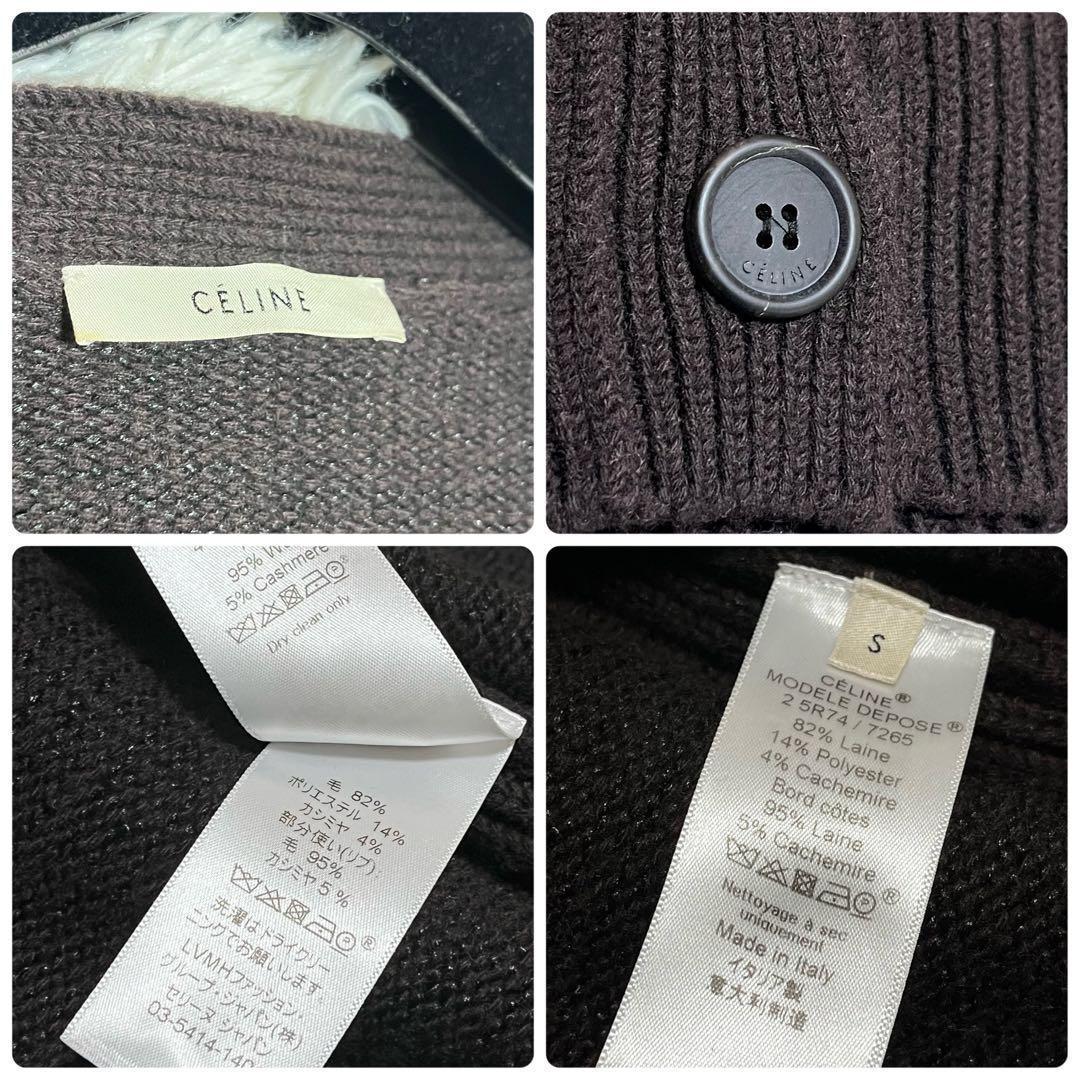 CÉLINE
CÉLINE
5% Cashmere
Dry clean only
毛 82%
ポリエステル 14%
カシミヤ 4%
部分使い(リブ):
毛 95%
カシミヤ 5%
洗濯はドライクリー
ニングでお願いします。
LVMHファッション・
グループ・ジャパン(株)
セリーヌ ジャパン
03-5414-140
S
CÉLINE®
MODELE DEPOSE®
2 5R74 / 7265
82% Laine
14% Polyester
4% Cachemire
Bord côtes
95% Laine
5% Cachemire
Nettoyage à sec
uniquement
Made in Italy
イタリア製
意大利制造